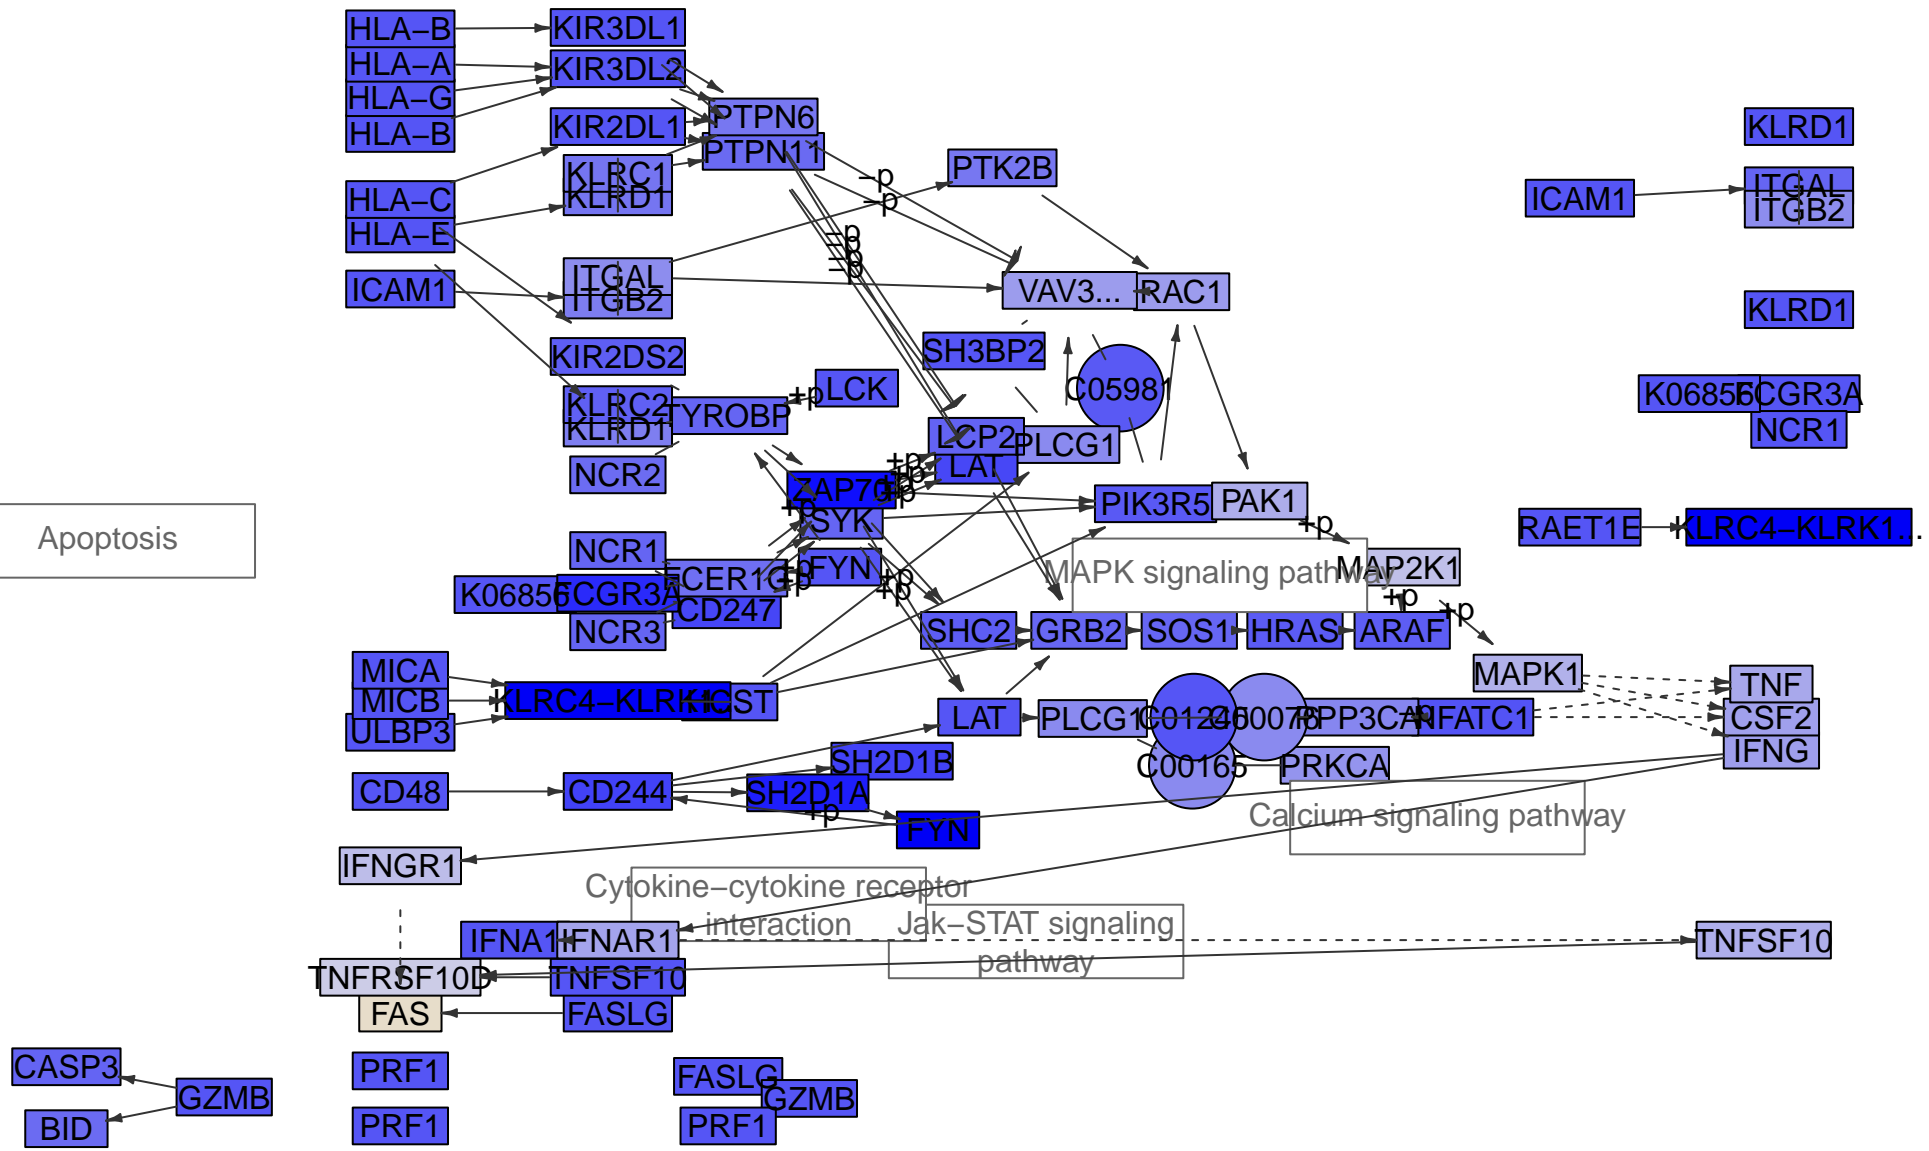 HLA−B
KIR3DL1
HLA−A
KIR3DL2
HLA−G
HLA−B
KIR2DL1
PTPN6
PTPN11
KLRC1
KLRD1
PTK2B
−p
−p
HLA−C
HLA−E
−p
−p
−p
−p
ICAM1
ITGAL
ITGB2
VAV3...
RAC1
KLRD1
ICAM1
ITGAL
ITGB2
KLRD1
KIR2DS2
SH3BP2
C05981
LCK
+p
KLRC2
KLRD1
TYROBP
K06856
FCGR3A
NCR1
LCP2
PLCG1
LAT
NCR2
+p
+p
+p
+p
ZAP70
SYK
+p
PIK3R5
PAK1
+p
RAET1E
KLRC4−KLRK1...
Apoptosis
NCR1
FCER1G
+p
+p
FYN
+p
+p
MAPK signaling pathway
MAP2K1
K06856
FCGR3A
CD247
NCR3
+p
+p
SHC2
GRB2
SOS1
HRAS
ARAF
MICA
MICB
ULBP3
KLRC4−KLRK1
HCST
MAPK1
TNF
CSF2
IFNG
LAT
PLCG1
C01245
C00076
PPP3CA
NFATC1
C00165
PRKCA
SH2D1B
CD48
CD244
SH2D1A
+p
FYN
Calcium signaling pathway
IFNGR1
Cytokine−cytokine receptor
interaction
Jak−STAT signaling
pathway
IFNA1
IFNAR1
TNFSF10
TNFRSF10D
TNFSF10
FAS
FASLG
CASP3
GZMB
BID
PRF1
PRF1
FASLG
GZMB
PRF1